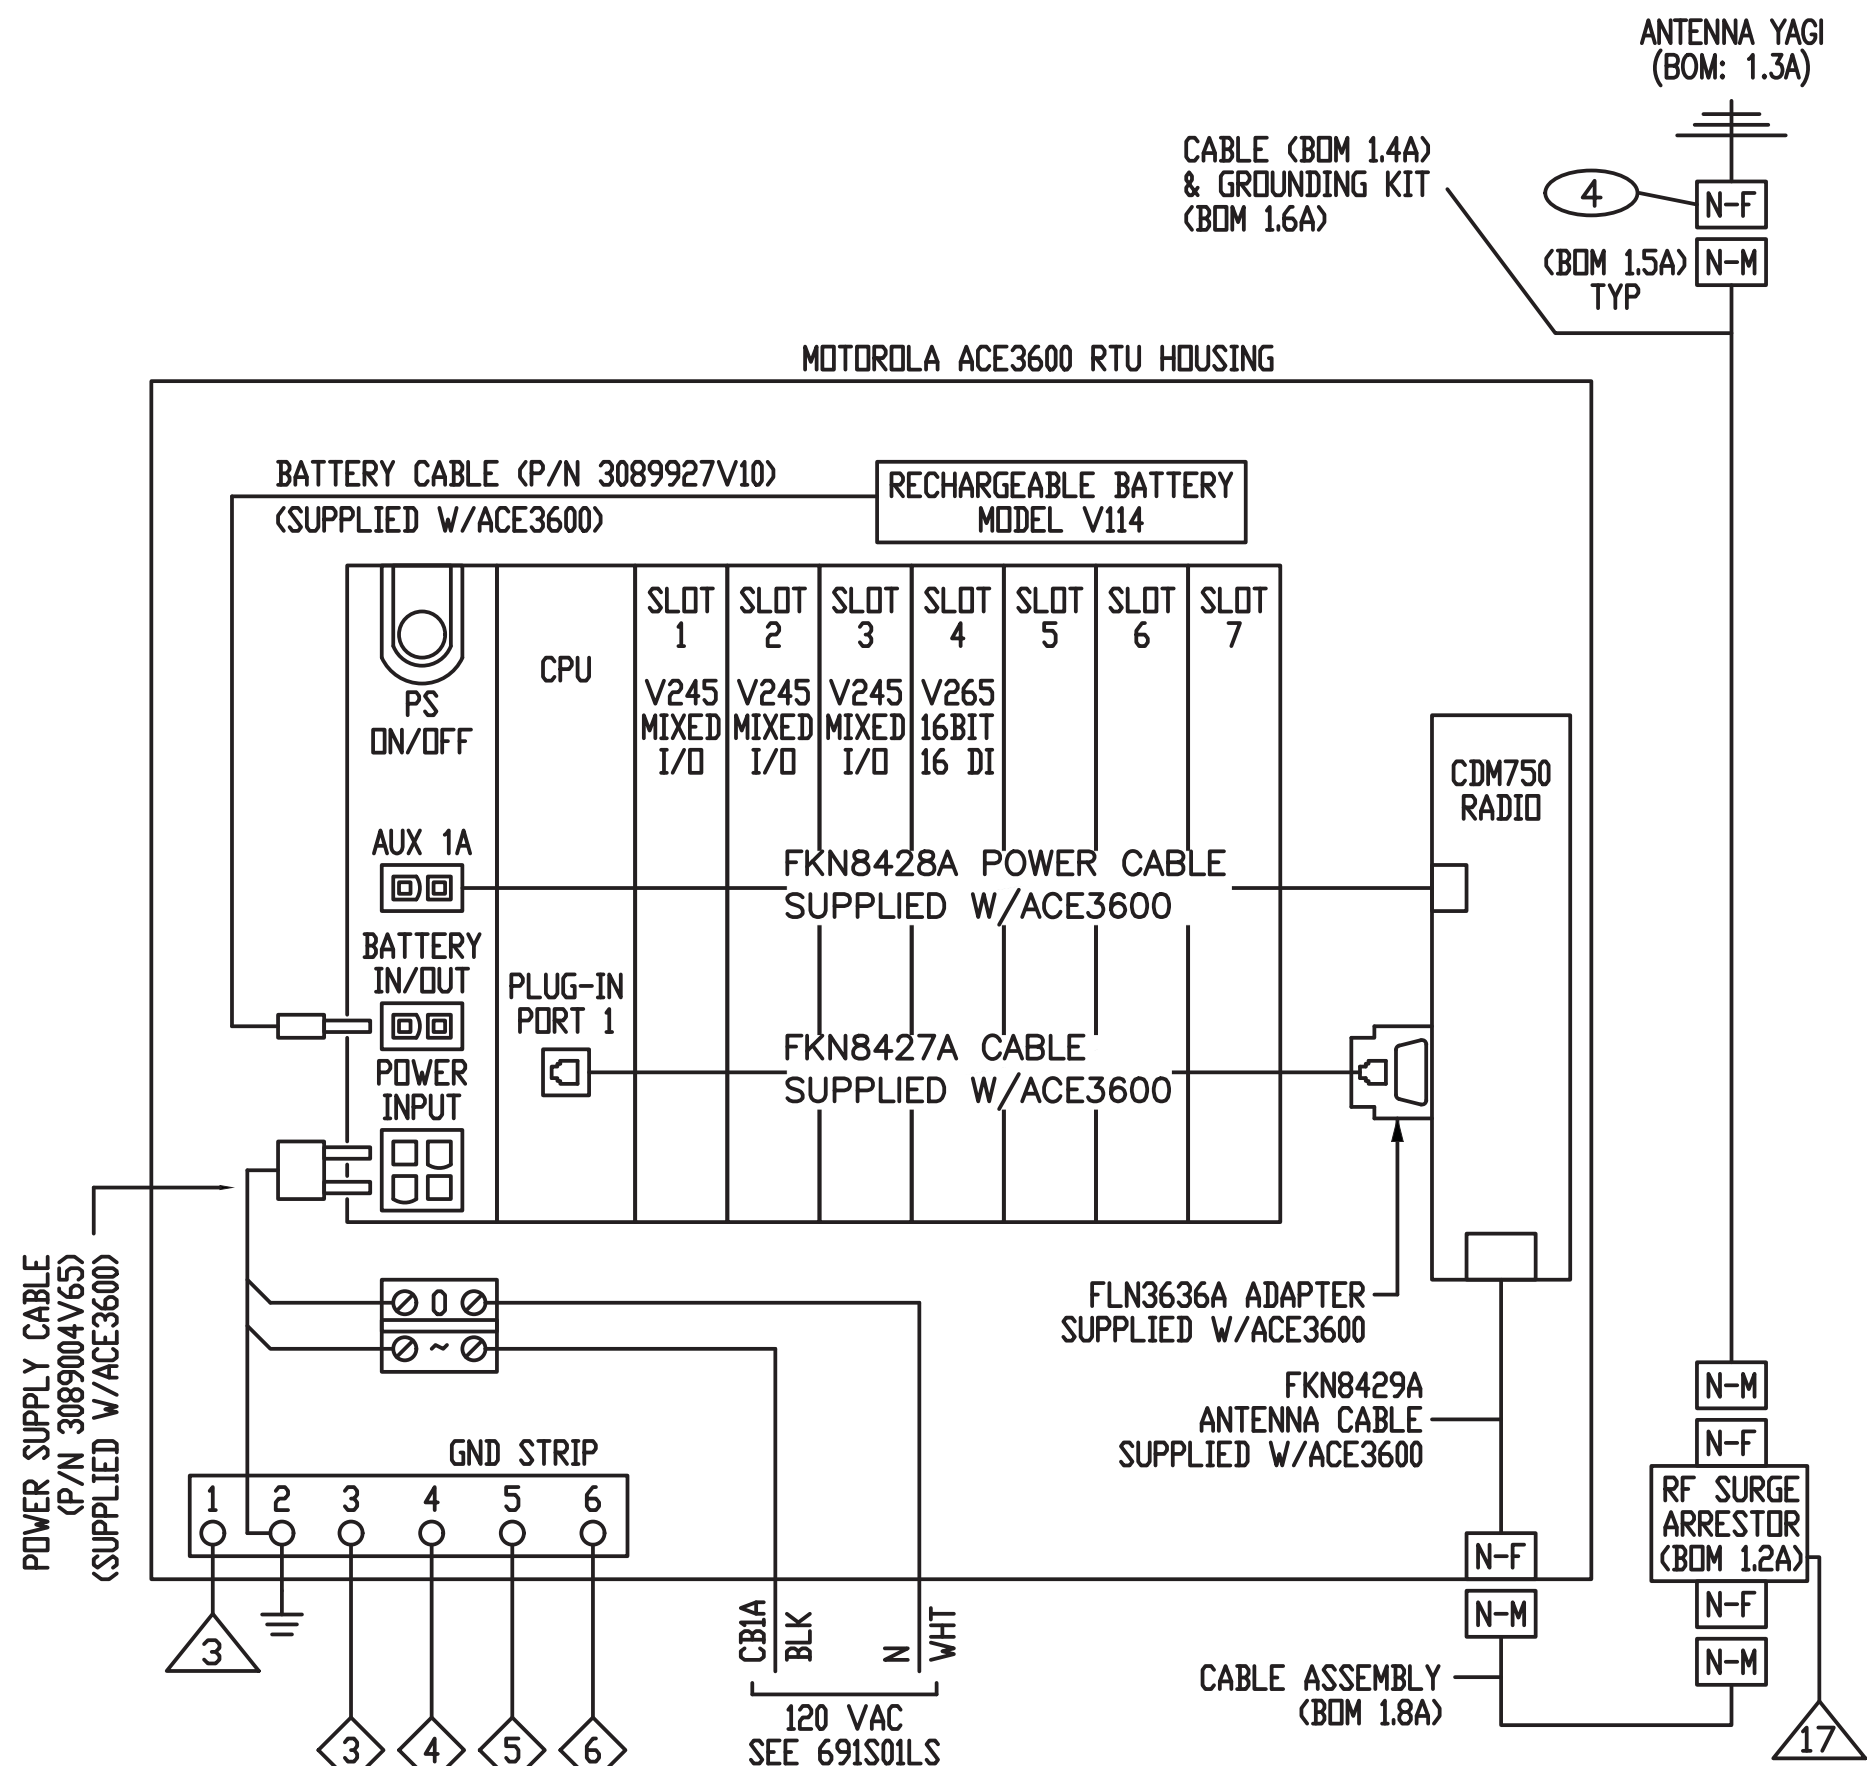 ANTENNA YAGI
(BOM: 1.3A)
CABLE (BOM 1.4A)
& GROUNDING KIT
(BOM 1.6A)
4
N-F
(BOM 1.5A)
TYP
N-M
MOTOROLA ACE3600 RTU HOUSING
BATTERY CABLE (P/N 3089927V10)
(SUPPLIED W/ACE3600)
RECHARGEABLE BATTERY
MODEL V114
PS
ON/OFF
CPU
SLOT
1
V245
MIXED
I/O
SLOT
2
V245
MIXED
I/O
SLOT
3
V245
MIXED
I/O
SLOT
4
V265
16BIT
16 DI
SLOT
5
SLOT
6
SLOT
7
CDM750
RADIO
AUX 1A
FKN8428A POWER CABLE
SUPPLIED W/ACE3600
BATTERY
IN/OUT
PLUG-IN
PORT 1
FKN8427A CABLE
SUPPLIED W/ACE3600
POWER
INPUT
POWER SUPPLY CABLE
(P/N 3089004V65)
(SUPPLIED W/ACE3600)
0
~
FLN3636A ADAPTER
SUPPLIED W/ACE3600
FKN8429A
ANTENNA CABLE
SUPPLIED W/ACE3600
GND STRIP
1 2 3 4 5 6
N-M
N-F
RF SURGE
ARRESTOR
(BOM 1.2A)
N-F
N-M
N-F
N-M
CABLE ASSEMBLY
(BOM 1.8A)
CB1A
BLK
N
WHT
120 VAC
SEE 691S01LS
3
3 4 5 6
17